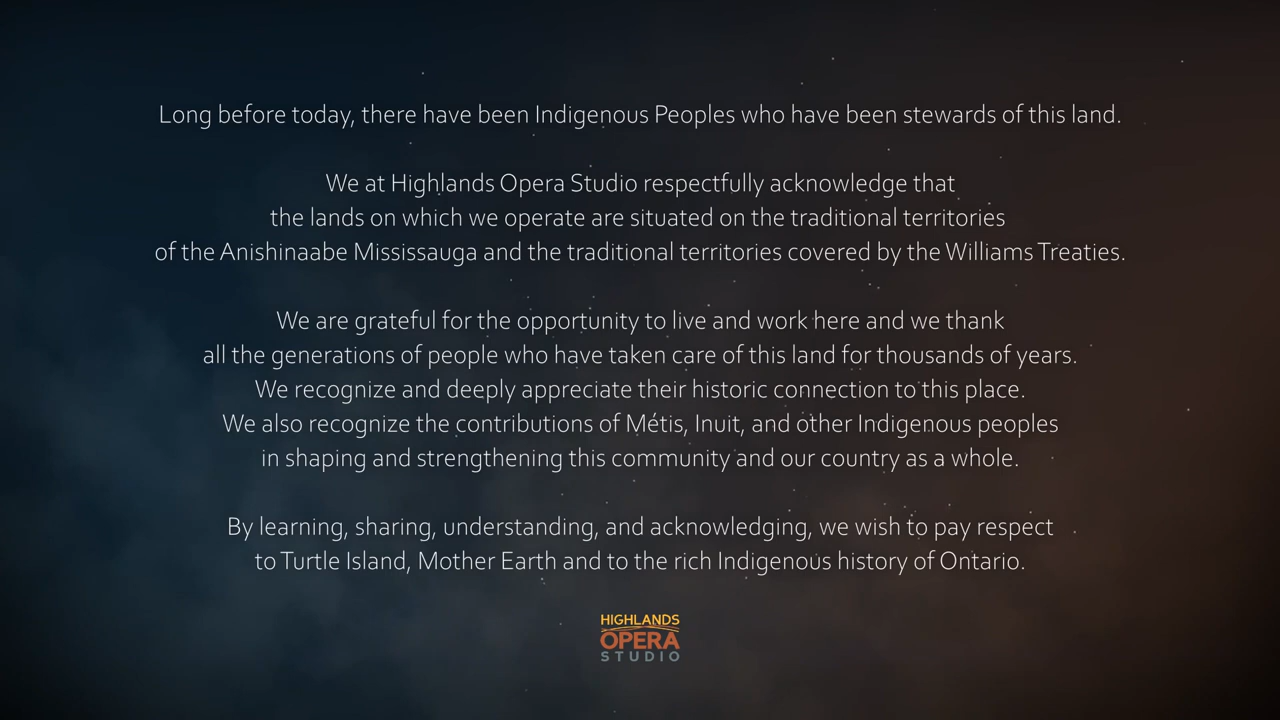 Long before today, there have been Indigenous Peoples who have been stewards of this land.
We at Highlands Opera Studio respectfully acknowledge that
the lands on which we operate are situated on the traditional territories
of the Anishinaabe Mississauga and the traditional territories covered by the Williams Treaties.
We are grateful for the opportunity to live and work here and we thank
all the generations of people who have taken care of this land for thousands of years.
We recognize and deeply appreciate their historic connection to this place.
We also recognize the contributions of Métis, Inuit, and other Indigenous peoples
in shaping and strengthening this community and our country as a whole.
By learning, sharing, understanding, and acknowledging, we wish to pay respect
to Turtle Island, Mother Earth and to the rich Indigenous history of Ontario.
HIGHLANDS
OPERA
STUDIO